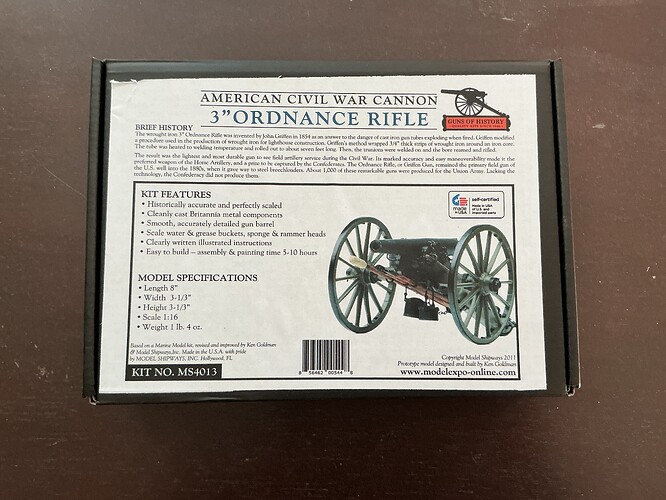 AMERICAN CIVIL WAR CANNON
3"ORDNANCE RIFLE
GUNS OF HISTORY
BRIEF HISTORY
The wrought iron 3" Ordnance Rifle was invented by John Griffen in 1854 as an answer to the danger of cast iron gun tubes exploding when fired. Griffen modified
a procedure used in the production of wrought iron for lighthouse construction. Griffen's method wrapped 3/4" thick strips of wrought iron around an iron core.
The tube was heated to welding temperature and rolled out to about seven feet long. Then, the trunions were welded on and the bore reamed and rifled.
The result was the lightest and most durable gun to see field artillery service during the Civil War. Its marked accuracy and easy maneuverability made it the
preferred weapon of the Horse Artillery, and a prize to be captured by the Confederates. The Ordnance Rifle, or Griffen Gun, remained the primary field gun of
the U.S. well into the 1880s, when it gave way to steel breechloaders. About 1,000 of these remarkable guns were produced for the Union Army. Lacking the
technology, the Confederacy did not produce them.
KIT FEATURES
• Historically accurate and perfectly scaled
• Cleanly cast Britannia metal components
• Smooth, accurately detailed gun barrel
• Scale water & grease buckets, sponge & rammer heads
• Clearly written illustrated instructions
• Easy to build – assembly & painting time 5-10 hours
made in USA
self-certified
Made in USA
of U.S. and
imported parts
MODEL SPECIFICATIONS
• Length 8"
• Width 3-1/3"
• Height 3-1/3"
• Scale 1:16
• Weight 1 lb. 4 oz.
Based on a Marine Model kit, revised and improved by Ken Goldman
& Model Shipways, Inc. Made in the U.S.A. with pride
by MODEL SHIPWAYS, INC. Hollywood, FL
KIT NO. MS4013
8 56462 00544 8
Copyright Model Shipways 2011
Prototype model designed and built by Ken Goldman
www.modelexpo-online.com